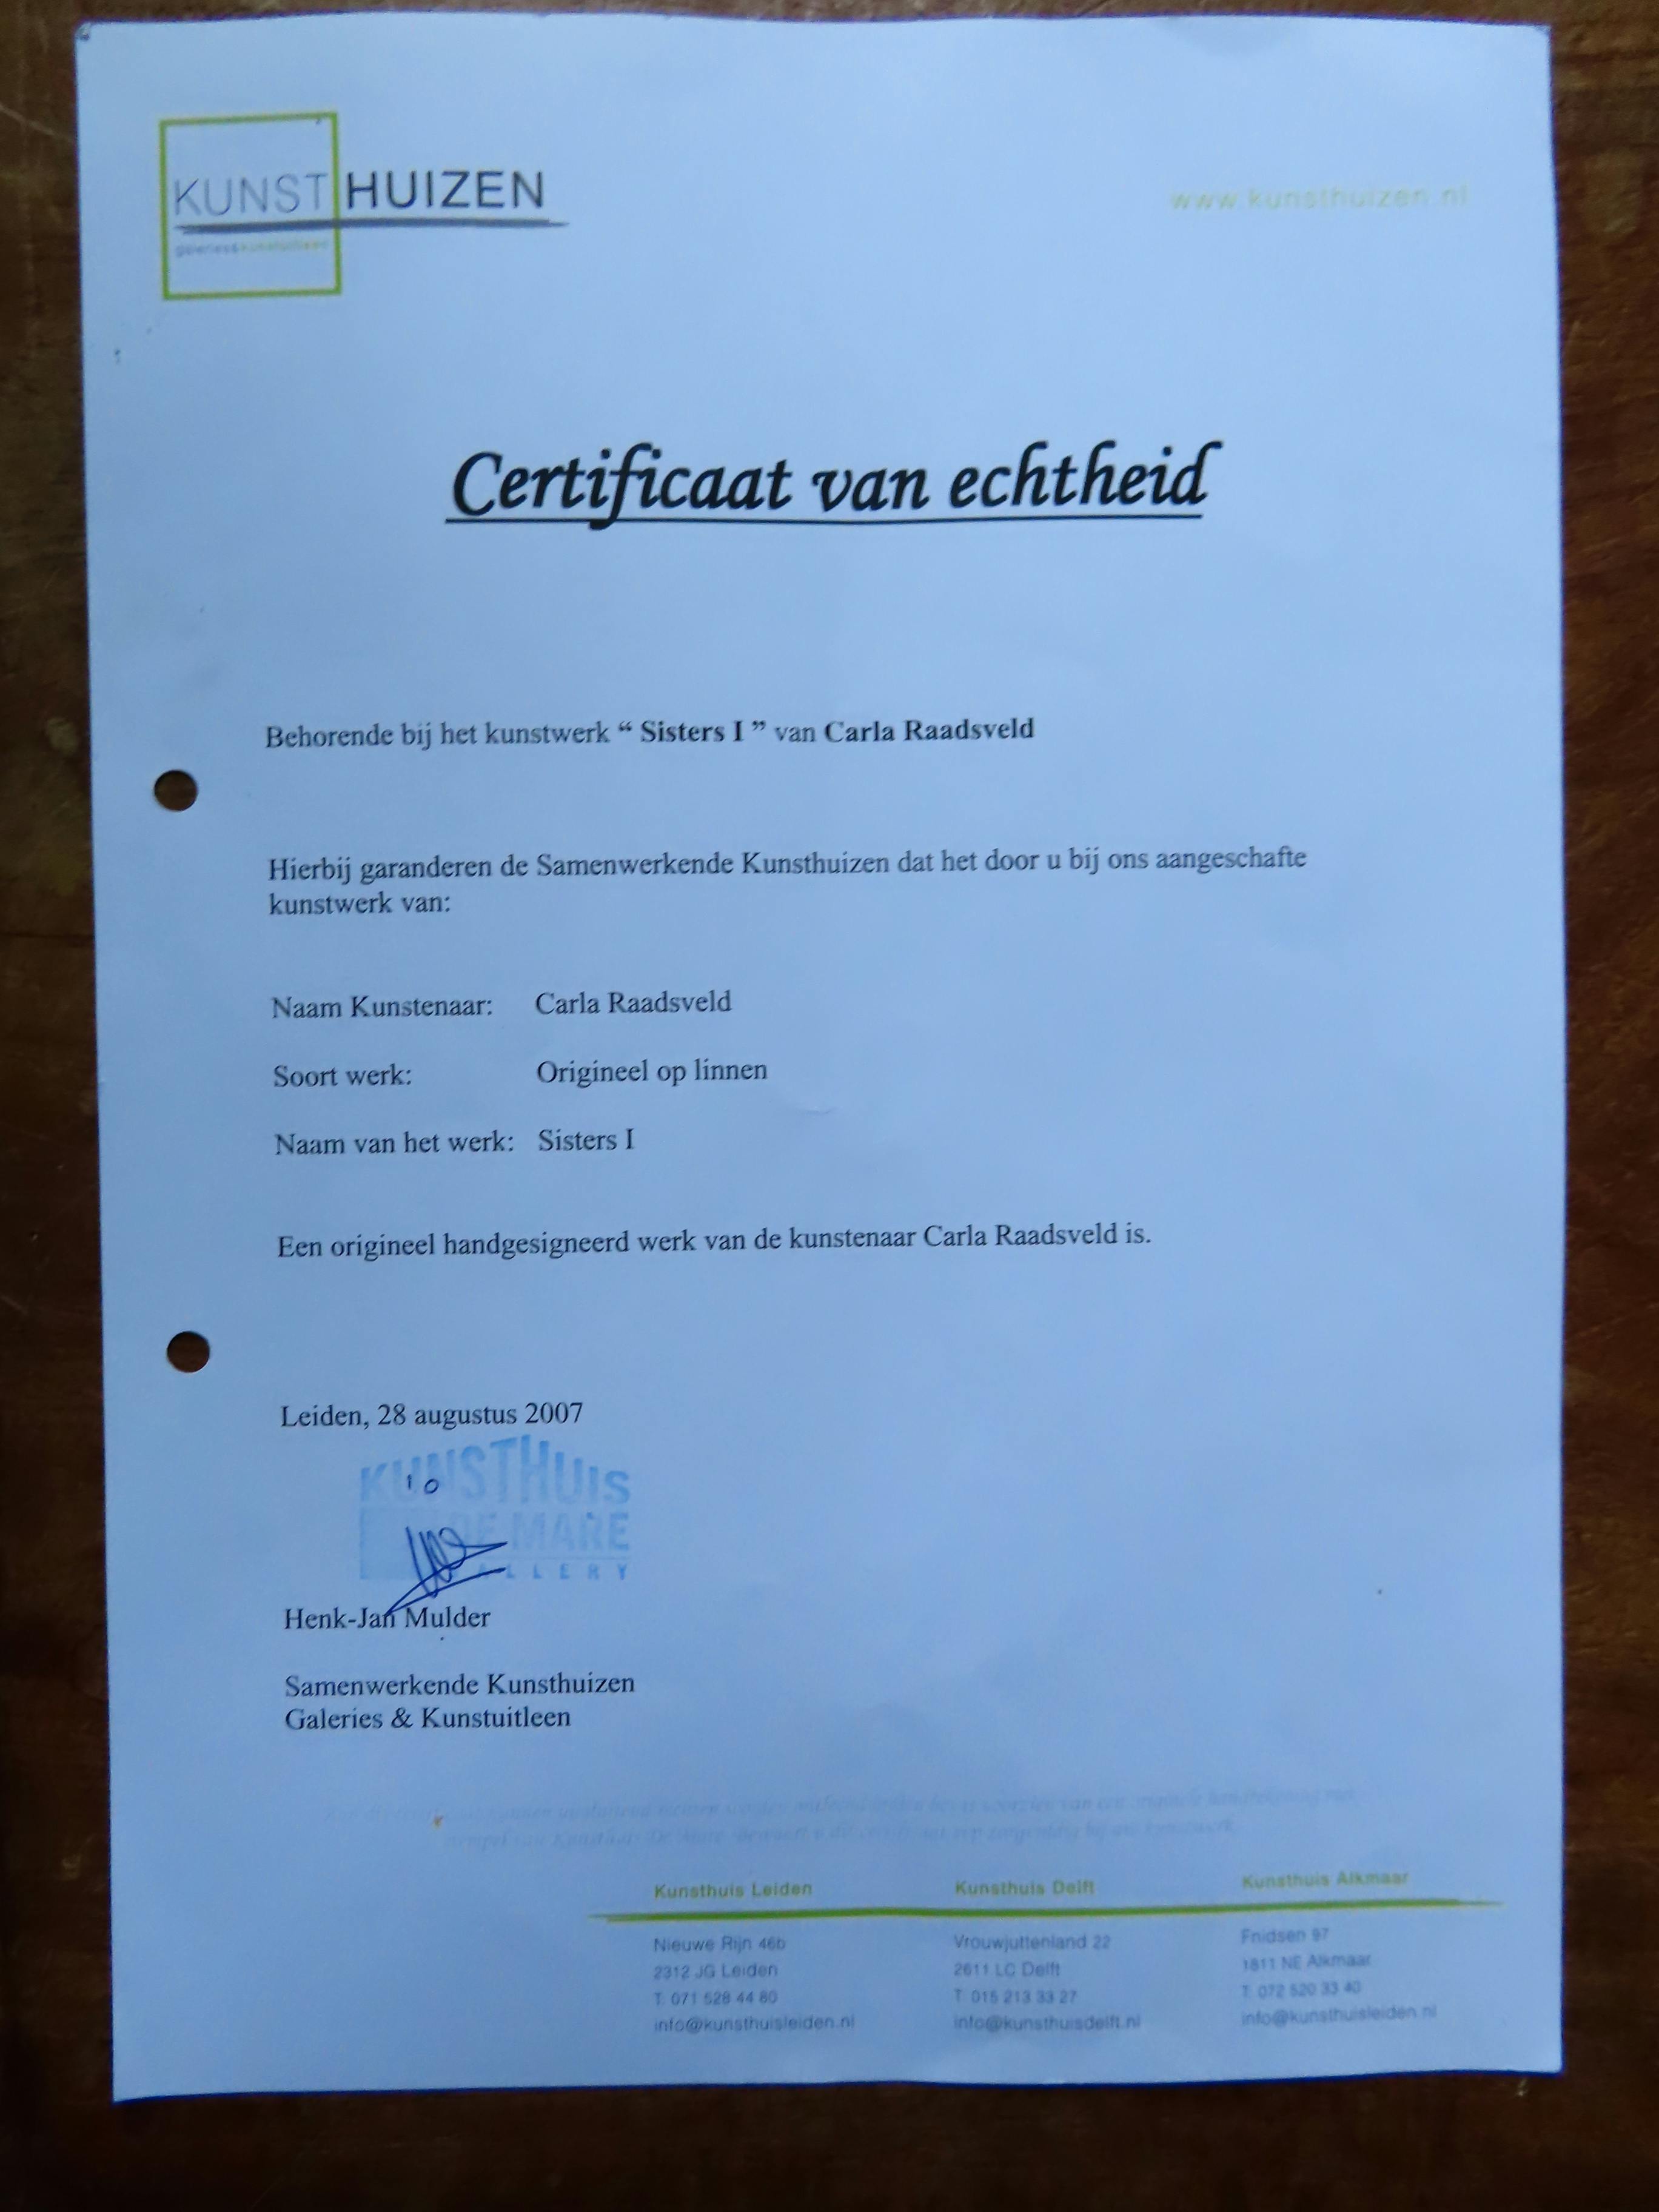 KUNSTHUIZEN
galeries&kunstuitleen
www.kunsthuizen.nl
Certificaat van echtheid
Behorende bij het kunstwerk “ Sisters I ” van Carla Raadsveld
Hierbij garanderen de Samenwerkende Kunsthuizen dat het door u bij ons aangeschafte
kunstwerk van:
Naam Kunstenaar: Carla Raadsveld
Soort werk: Origineel op linnen
Naam van het werk: Sisters I
Een origineel handgesigneerd werk van de kunstenaar Carla Raadsveld is.
Leiden, 28 augustus 2007
KUNSTHUIS
DE MARE
GALLERY
Henk-Jan Mulder
Samenwerkende Kunsthuizen
Galeries & Kunstuitleen
Kunsthuis Leiden Kunsthuis Delft Kunsthuis Alkmaar
Nieuwe Rijn 46b Vrouwjuttenland 22 Fnidsen 97
2312 JG Leiden 2611 LC Delft 1811 NE Alkmaar
T. 071 528 44 80 T 015 213 33 27 T 072 520 33 40
info@kunsthuisleiden.nl info@kunsthuisdelft.nl info@kunsthuisleiden.nl